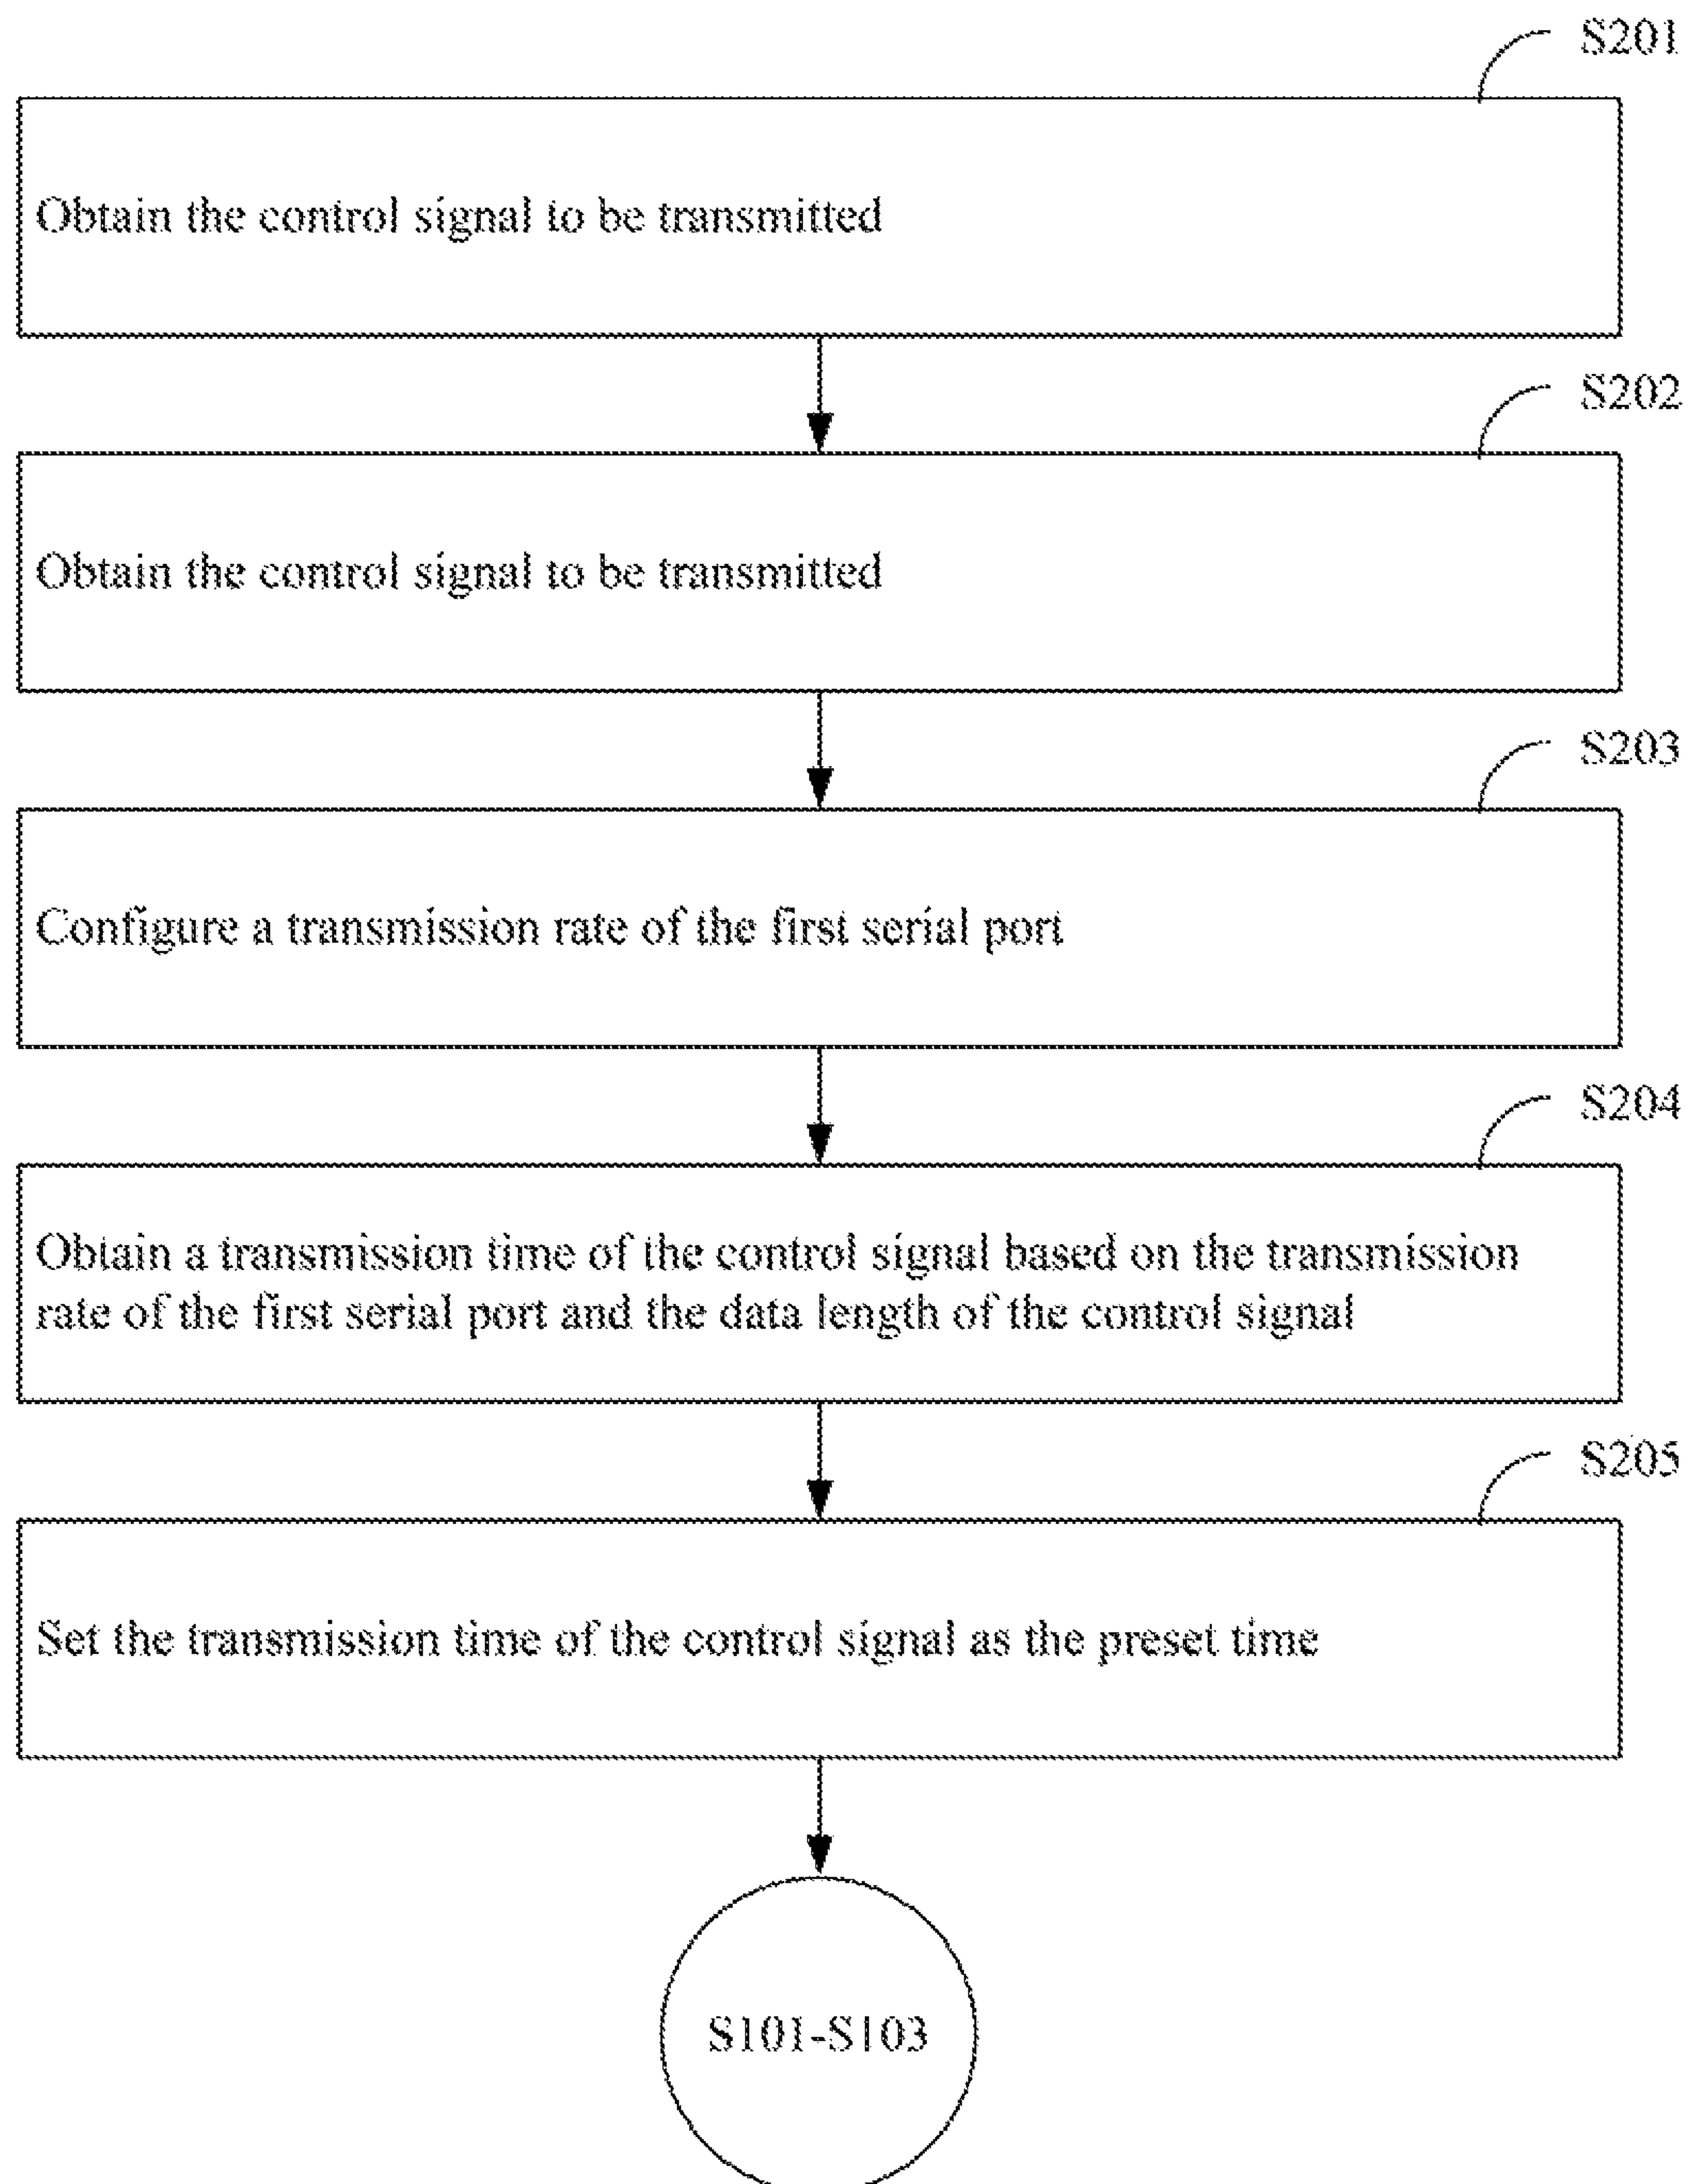 S201
Obtain the control signal to be transmitted
S202
Obtain the control signal to be transmitted
S203
Configure a transmission rate of the first serial port
S204
Obtain a transmission time of the control signal based on the transmission
rate of the first serial port and the data length of the control signal
S205
Set the transmission time of the control signal as the preset time
S101-S103